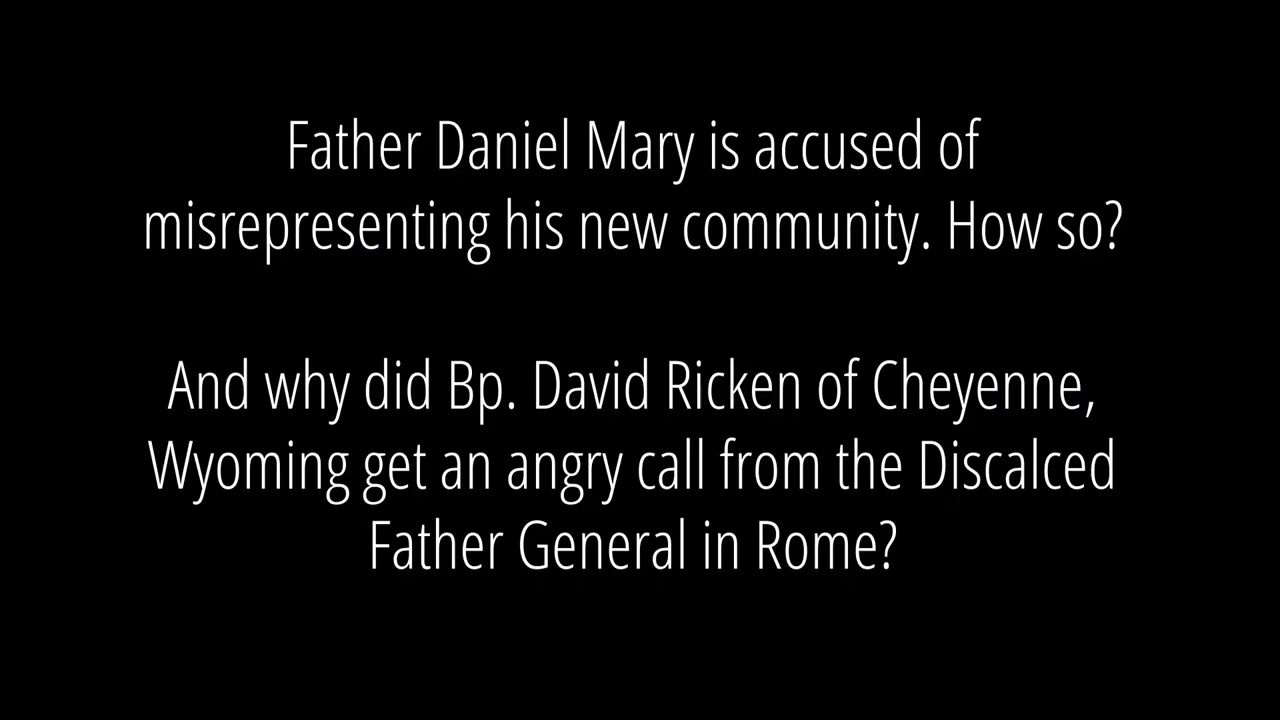 Father Daniel Mary is accused of
misrepresenting his new community. How so?
And why did Bp. David Ricken of Cheyenne,
Wyoming get an angry call from the Discalced
Father General in Rome?